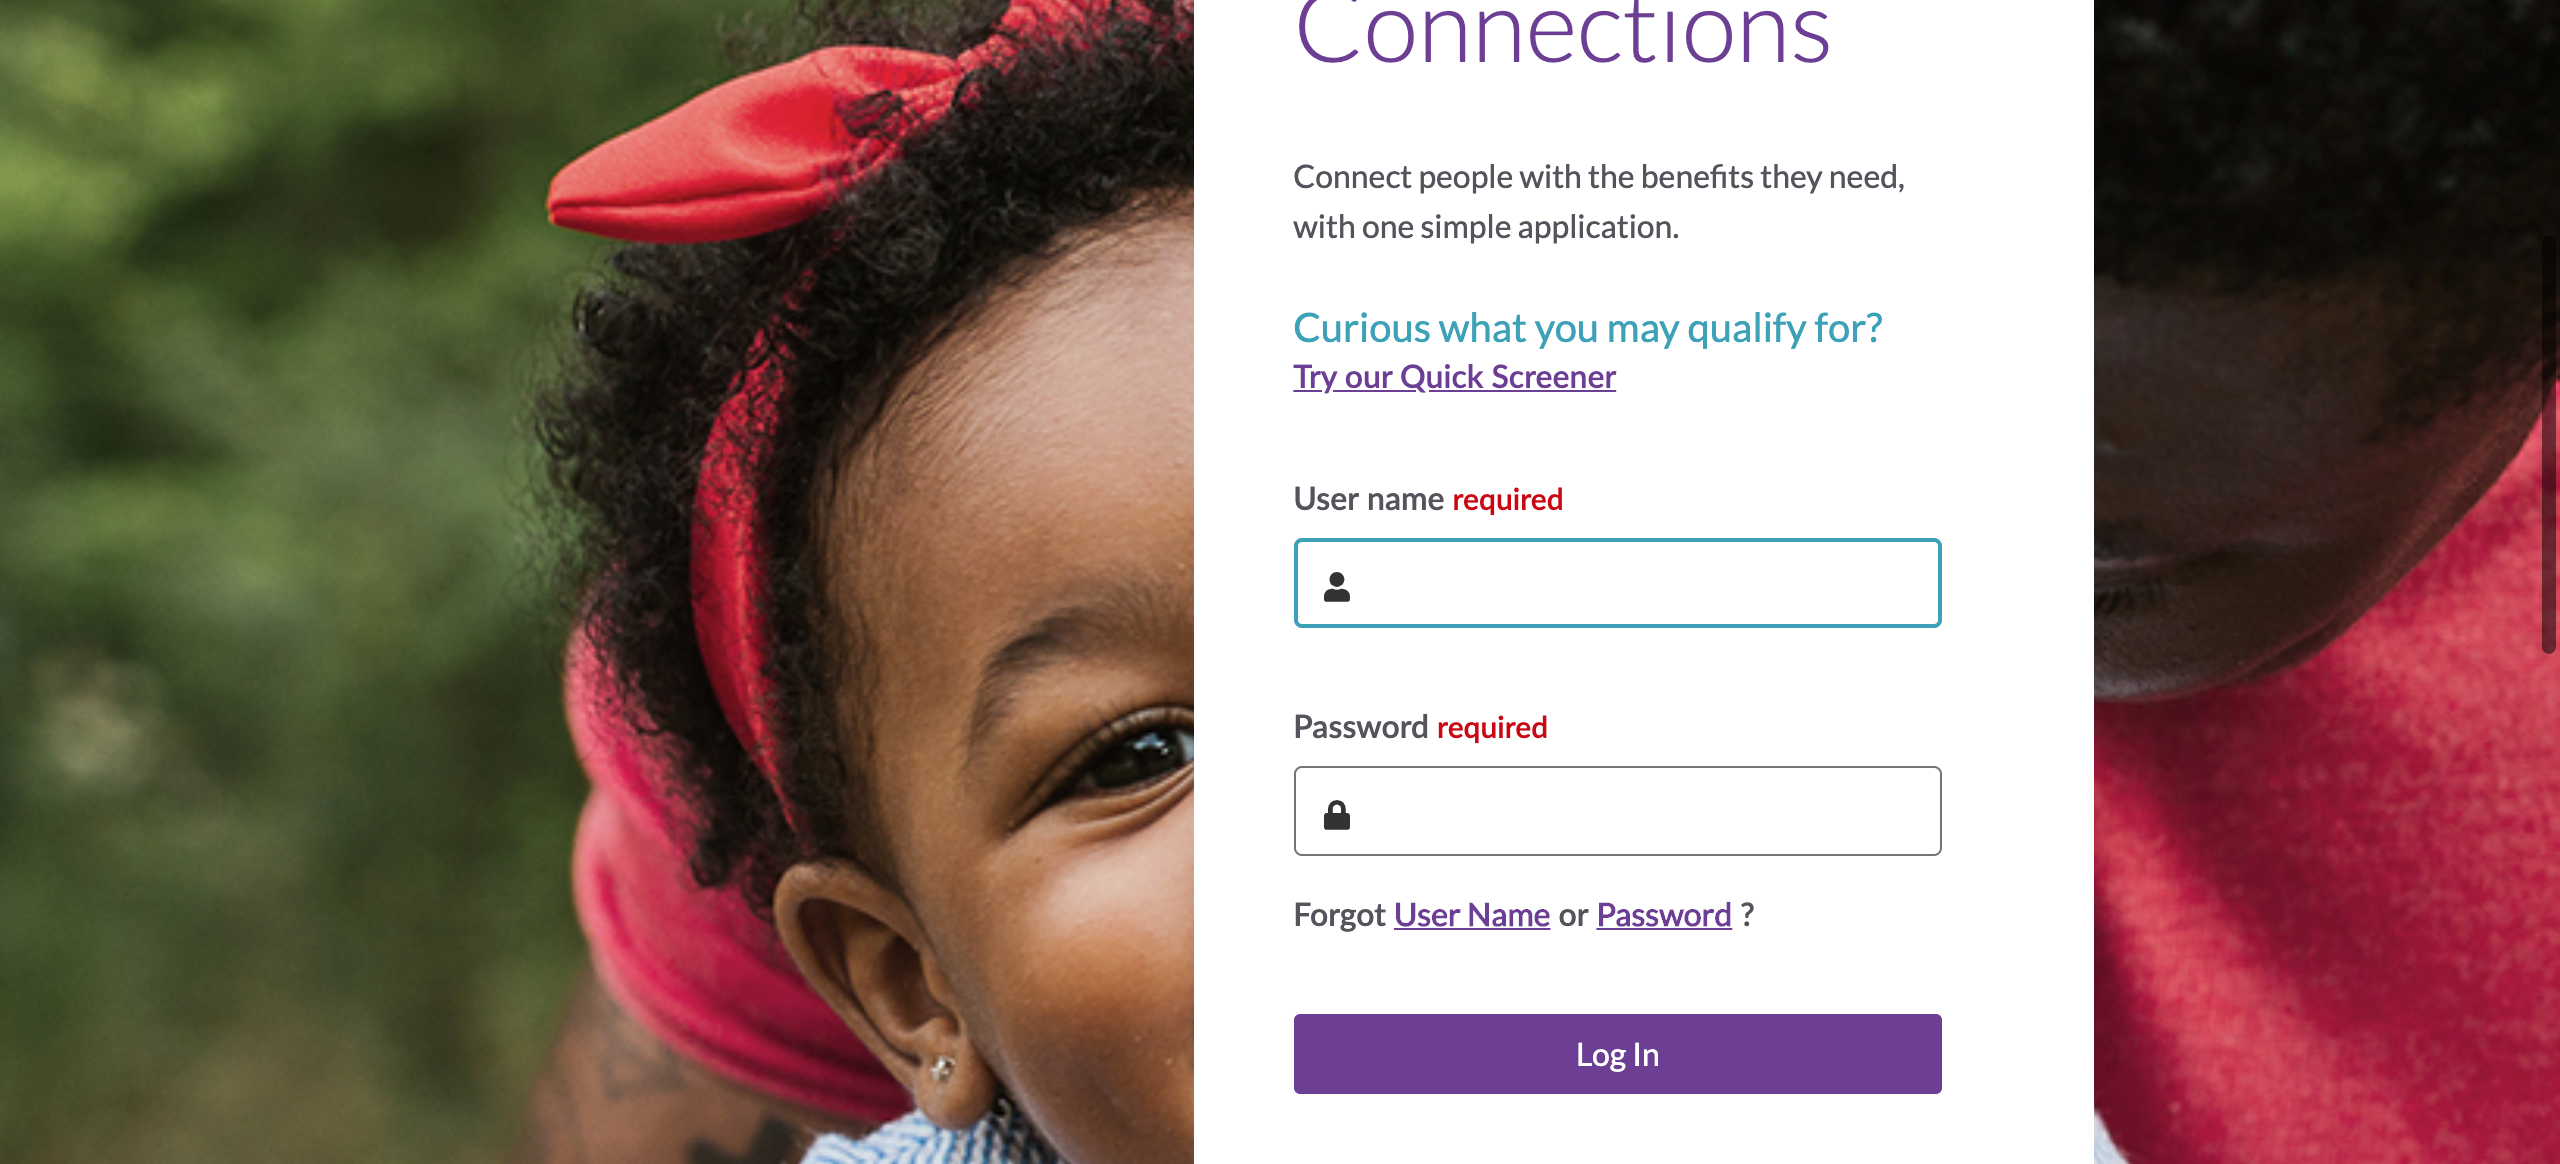 Connections
Connect people with the benefits they need,
with one simple application.
Curious what you may qualify for?
Try our Quick Screener
User name required
Password required
Forgot User Name or Password ?
Log In